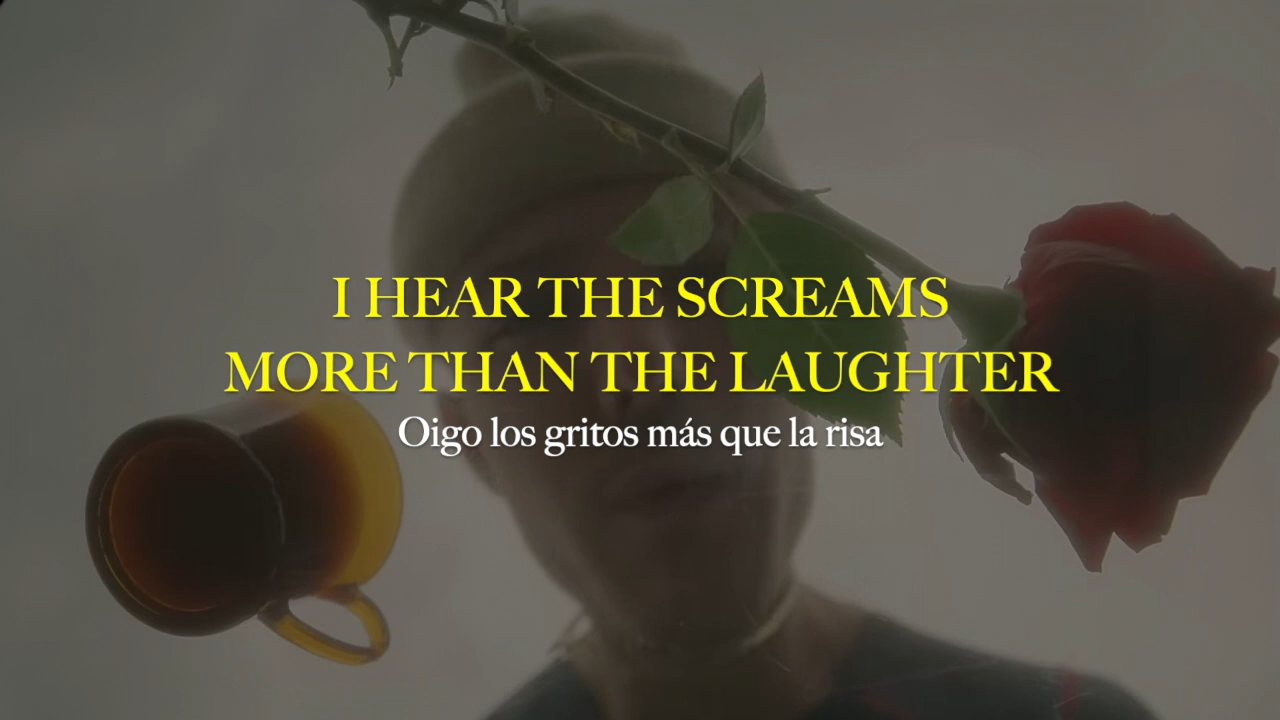 I HEAR THE SCREAMS
MORE THAN THE LAUGHTER
Oigo los gritos más que la risa